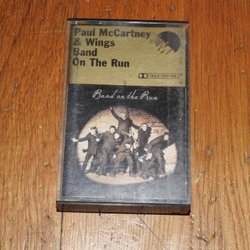 Paul McCartney
& Wings
Band
On The Run
Band on the Run